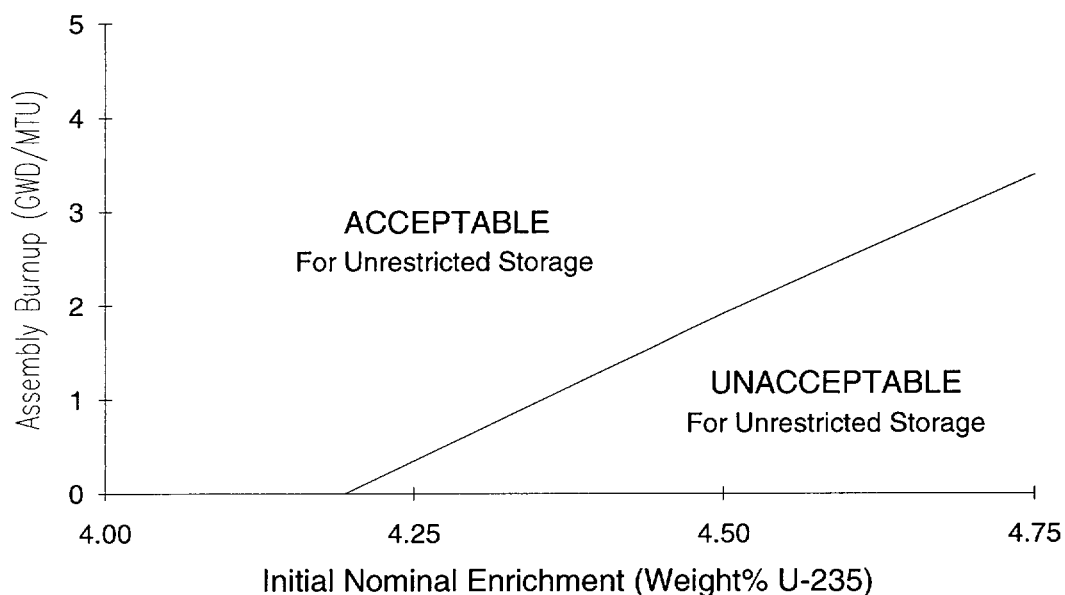 5
4
3
2
1
0
Assembly Burnup (GWD/MTU)
ACCEPTABLE
For Unrestricted Storage
UNACCEPTABLE
For Unrestricted Storage
4.00 4.25 4.50 4.75
Initial Nominal Enrichment (Weight% U-235)